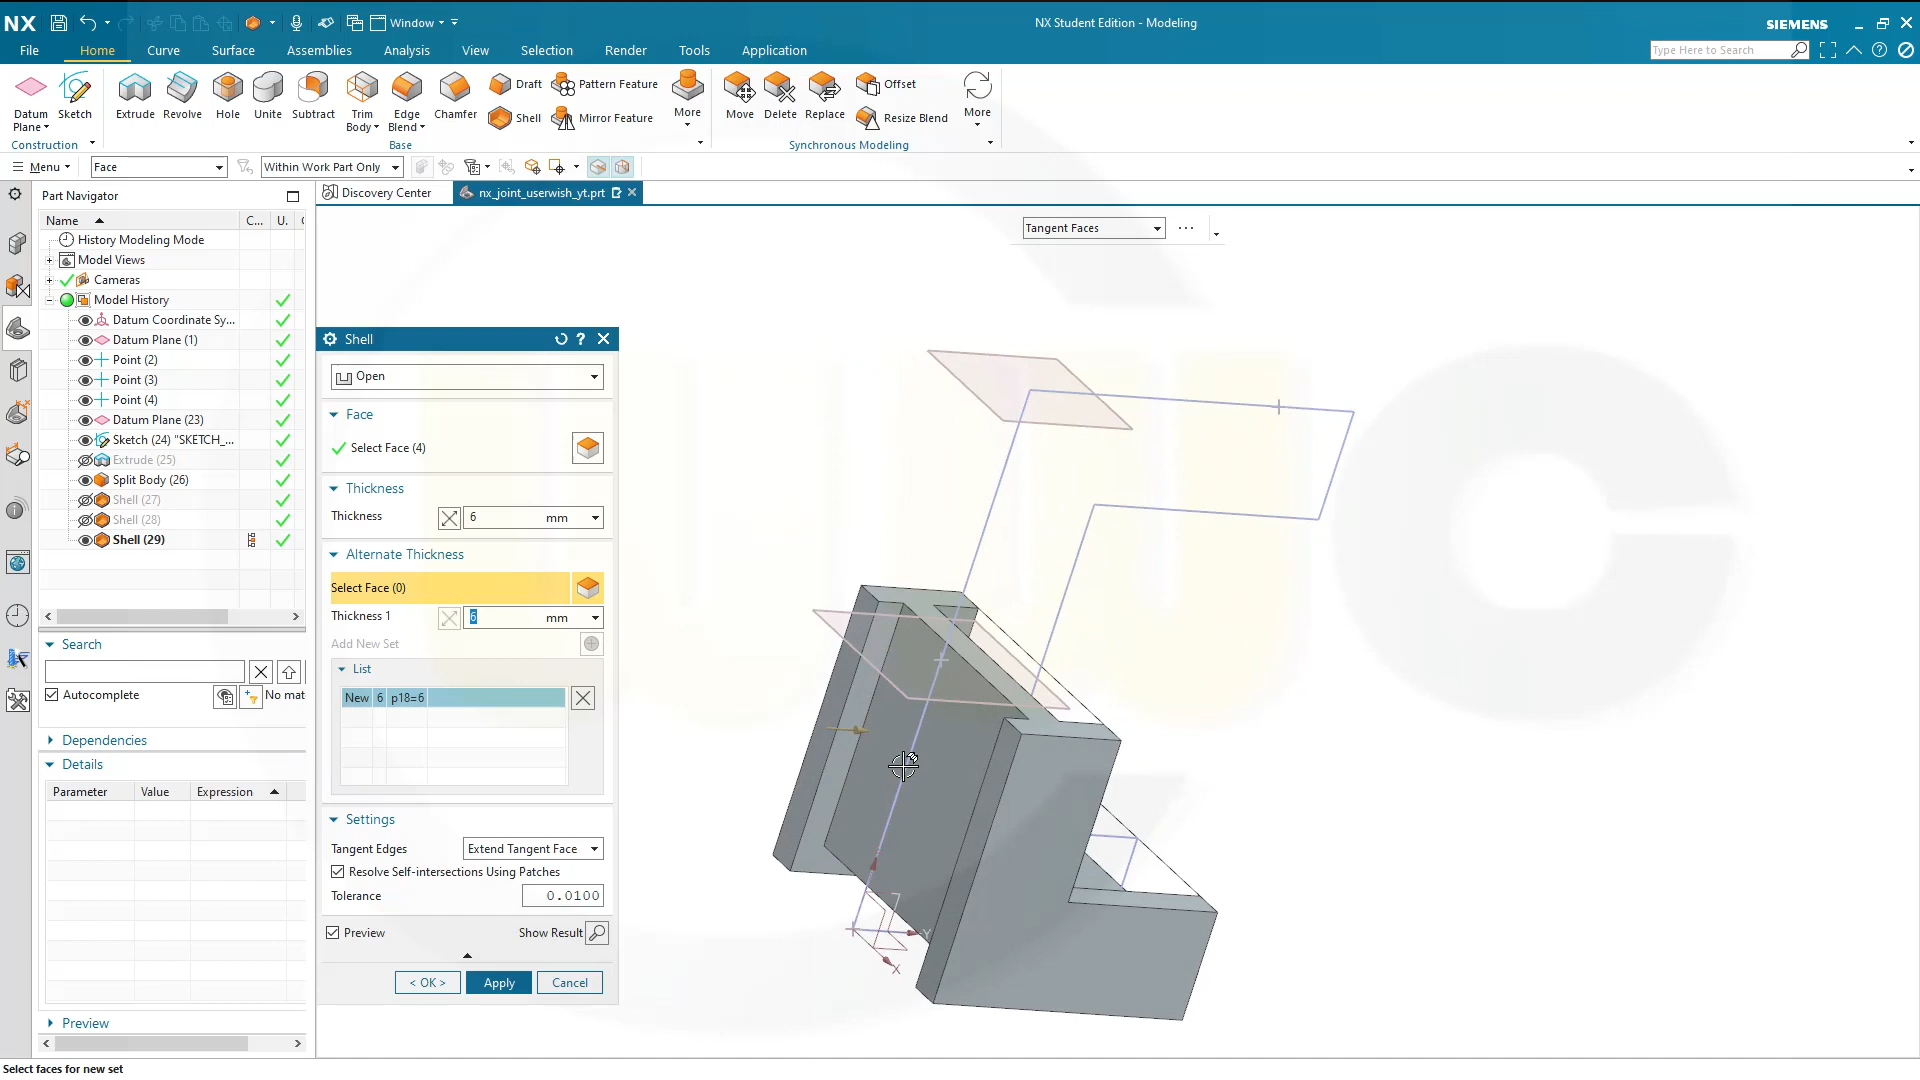 NX Window NX Student Edition - Modeling SIEMENS
File Home Curve Surface Assemblies Analysis View Selection Render Tools Application Type Here to Search
Datum Plane Sketch Extrude Revolve Hole Unite Subtract Trim Body Edge Blend Chamfer Draft Pattern Feature More Move Delete Replace Offset More
Shell Mirror Feature Resize Blend
Construction Base Synchronous Modeling
Menu Face Within Work Part Only
Part Navigator Discovery Center nx_joint_userwish_yt.prt
Name C... U.
History Modeling Mode
Model Views
Cameras
Model History
Datum Coordinate Sy...
Datum Plane (1)
Point (2)
Point (3)
Point (4)
Datum Plane (23)
Sketch (24) "SKETCH_...
Extrude (25)
Split Body (26)
Shell (27)
Shell (28)
Shell (29)
Search
Autocomplete No mat
Dependencies
Details
Parameter Value Expression
Preview
Tangent Faces
Shell
Open
Face
Select Face (4)
Thickness
Thickness 6 mm
Alternate Thickness
Select Face (0)
Thickness 1 6 mm
Add New Set
List
New 6 p18=6
Settings
Tangent Edges Extend Tangent Face
Resolve Self-intersections Using Patches
Tolerance 0.0100
Preview Show Result
< OK > Apply Cancel
Y
X
Select faces for new set